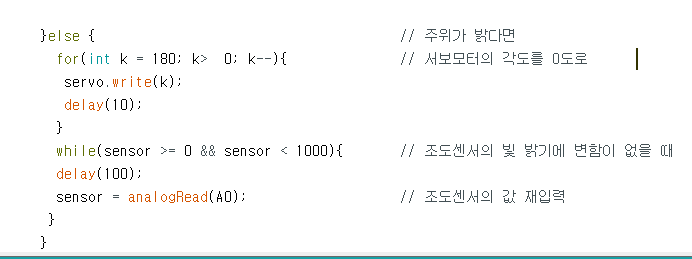 }else {                                      // 주위가 밝다면
  for(int k = 180; k>  0; k--){              // 서보모터의 각도를 0도로
   servo.write(k);
   delay(10);
  }
  while(sensor >= 0 && sensor < 1000){       // 조도센서의 빛 밝기에 변함이 없을 때
  delay(100);
  sensor = analogRead(A0);                   // 조도센서의 값 재입력
 }
}